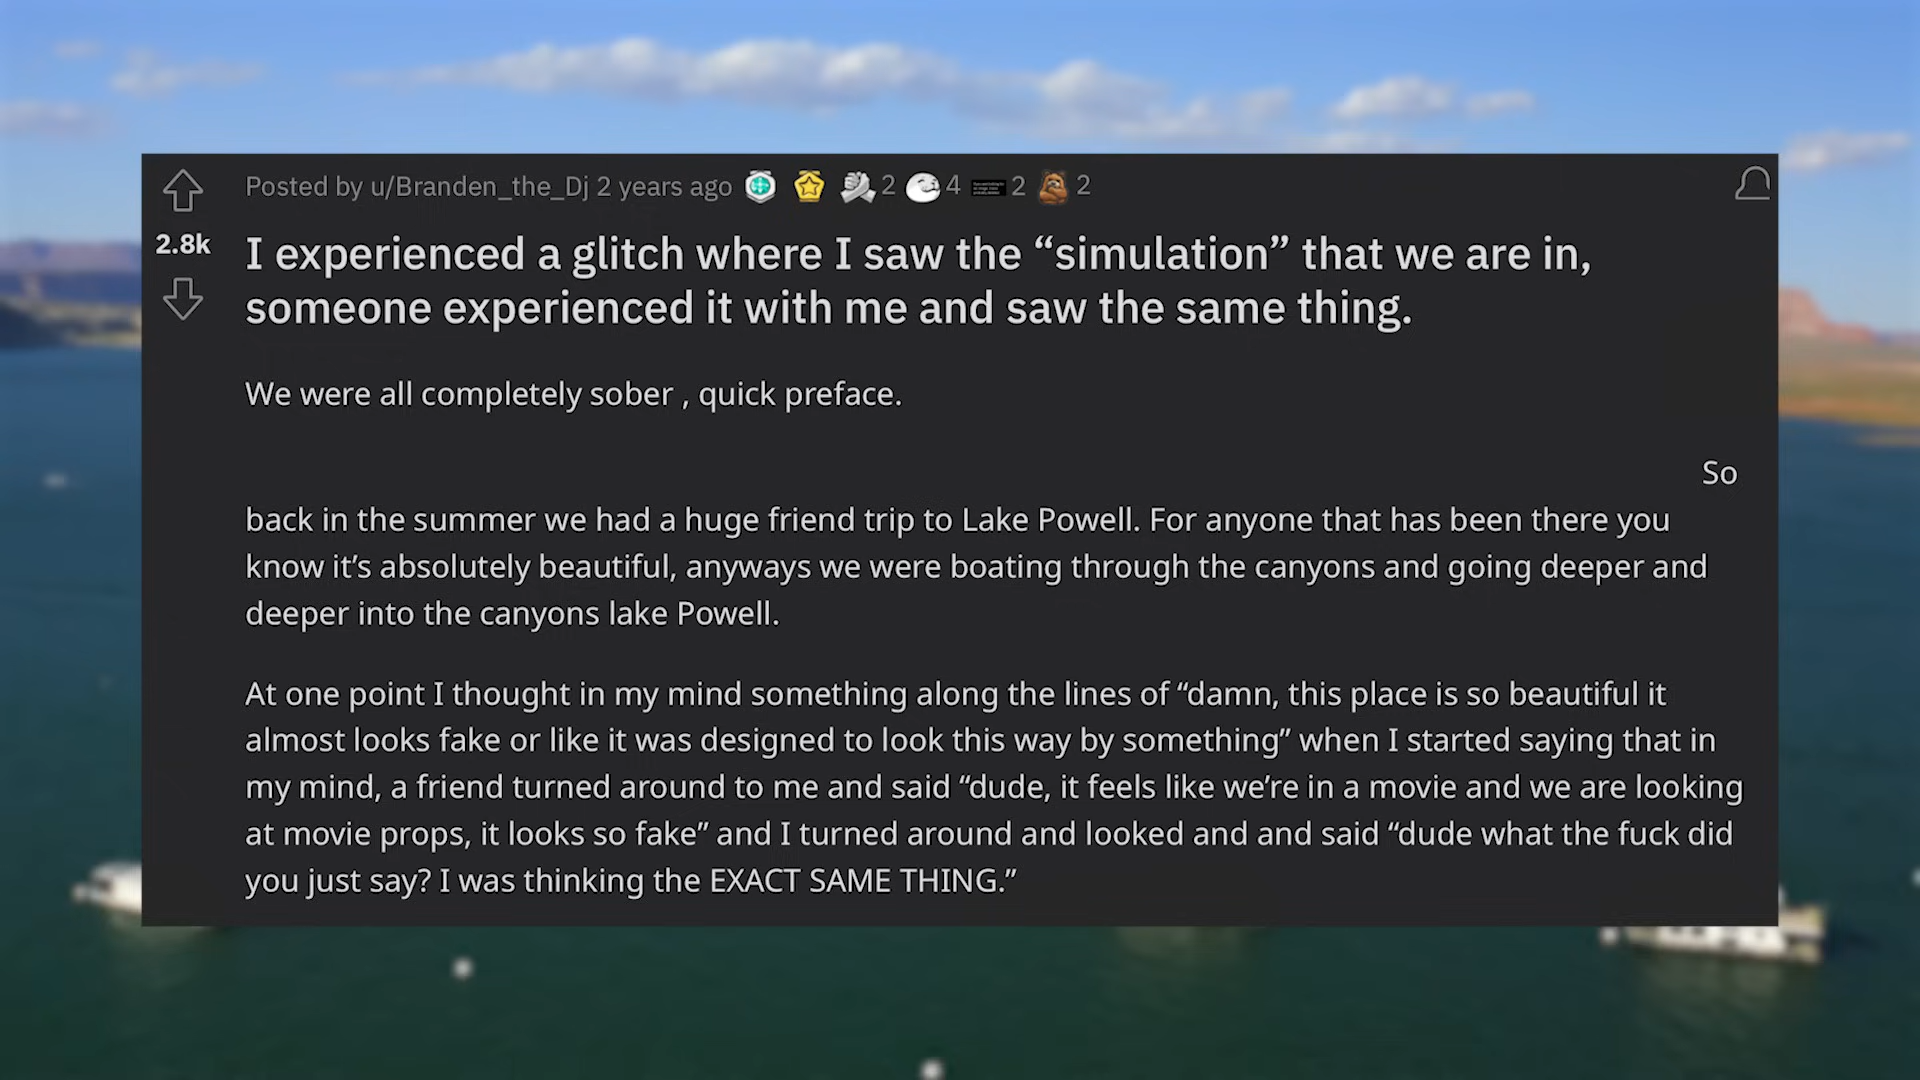 Posted by u/Branden_the_Dj 2 years ago 2 4 2 2
2.8k
I experienced a glitch where I saw the “simulation” that we are in,
someone experienced it with me and saw the same thing.
We were all completely sober , quick preface.
So
back in the summer we had a huge friend trip to Lake Powell. For anyone that has been there you
know it’s absolutely beautiful, anyways we were boating through the canyons and going deeper and
deeper into the canyons lake Powell.
At one point I thought in my mind something along the lines of “damn, this place is so beautiful it
almost looks fake or like it was designed to look this way by something” when I started saying that in
my mind, a friend turned around to me and said “dude, it feels like we’re in a movie and we are looking
at movie props, it looks so fake” and I turned around and looked and and said “dude what the fuck did
you just say? I was thinking the EXACT SAME THING.”